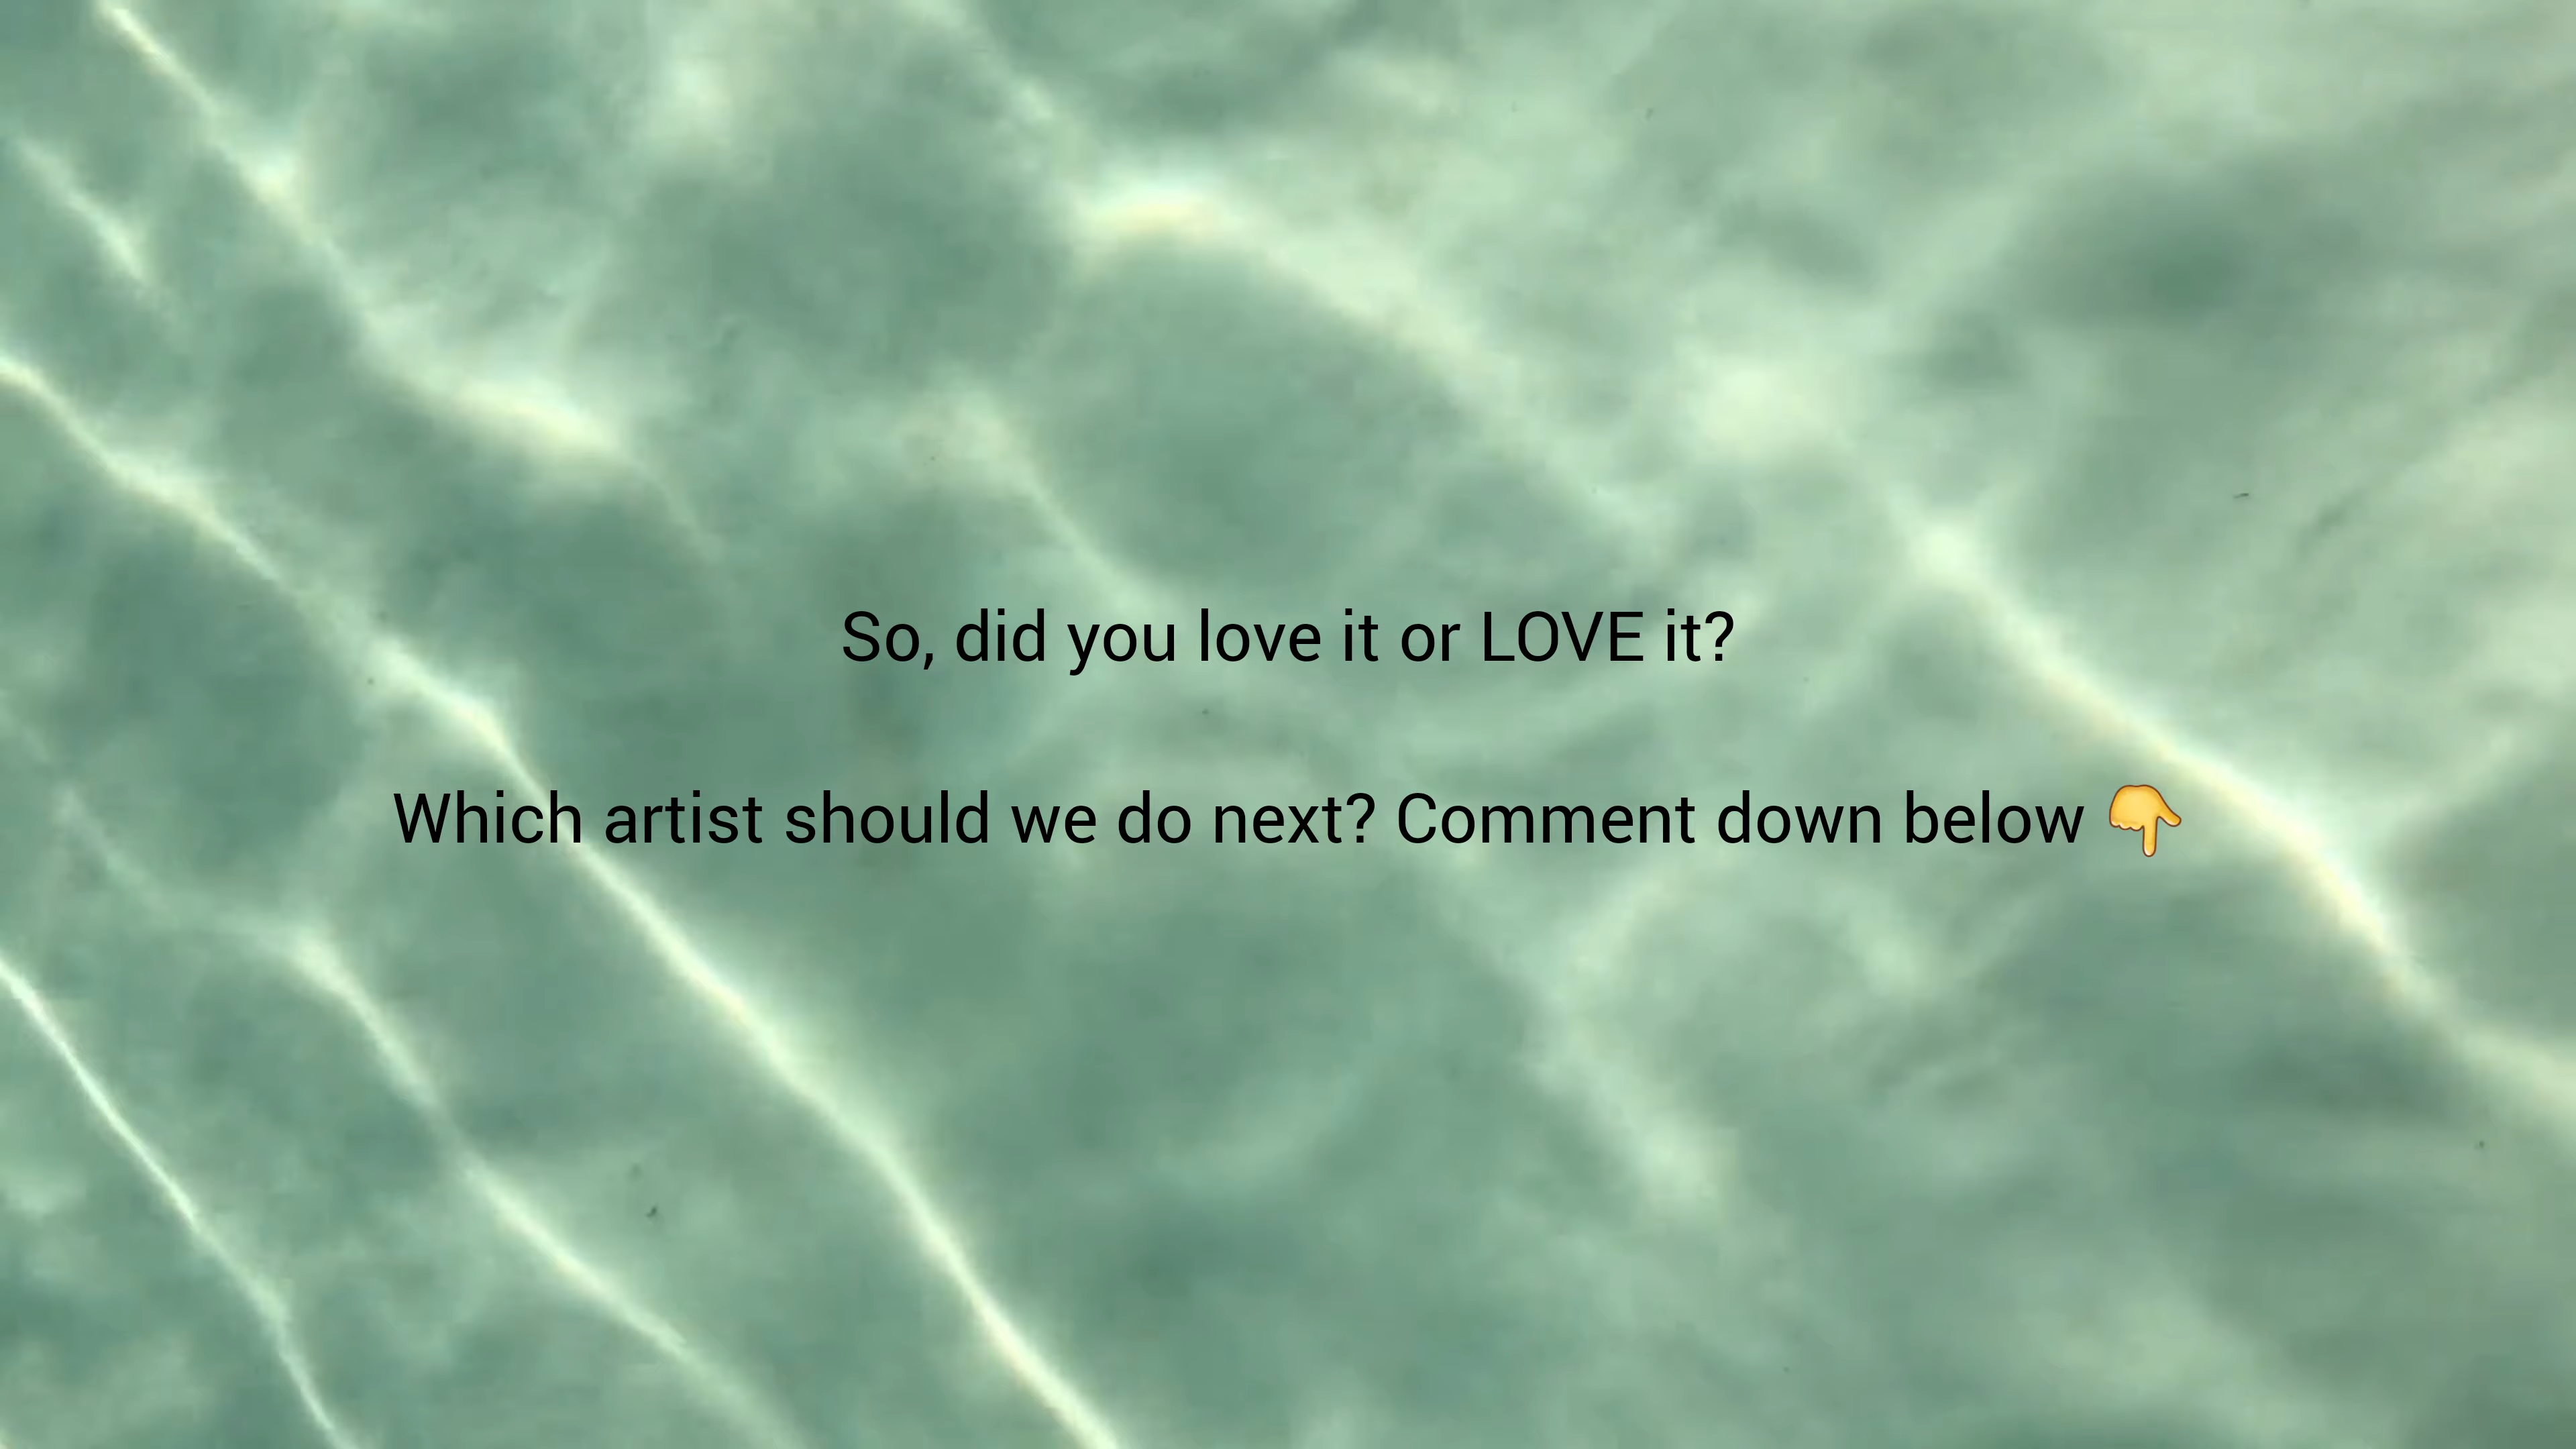 So, did you love it or LOVE it?
Which artist should we do next? Comment down below 👇